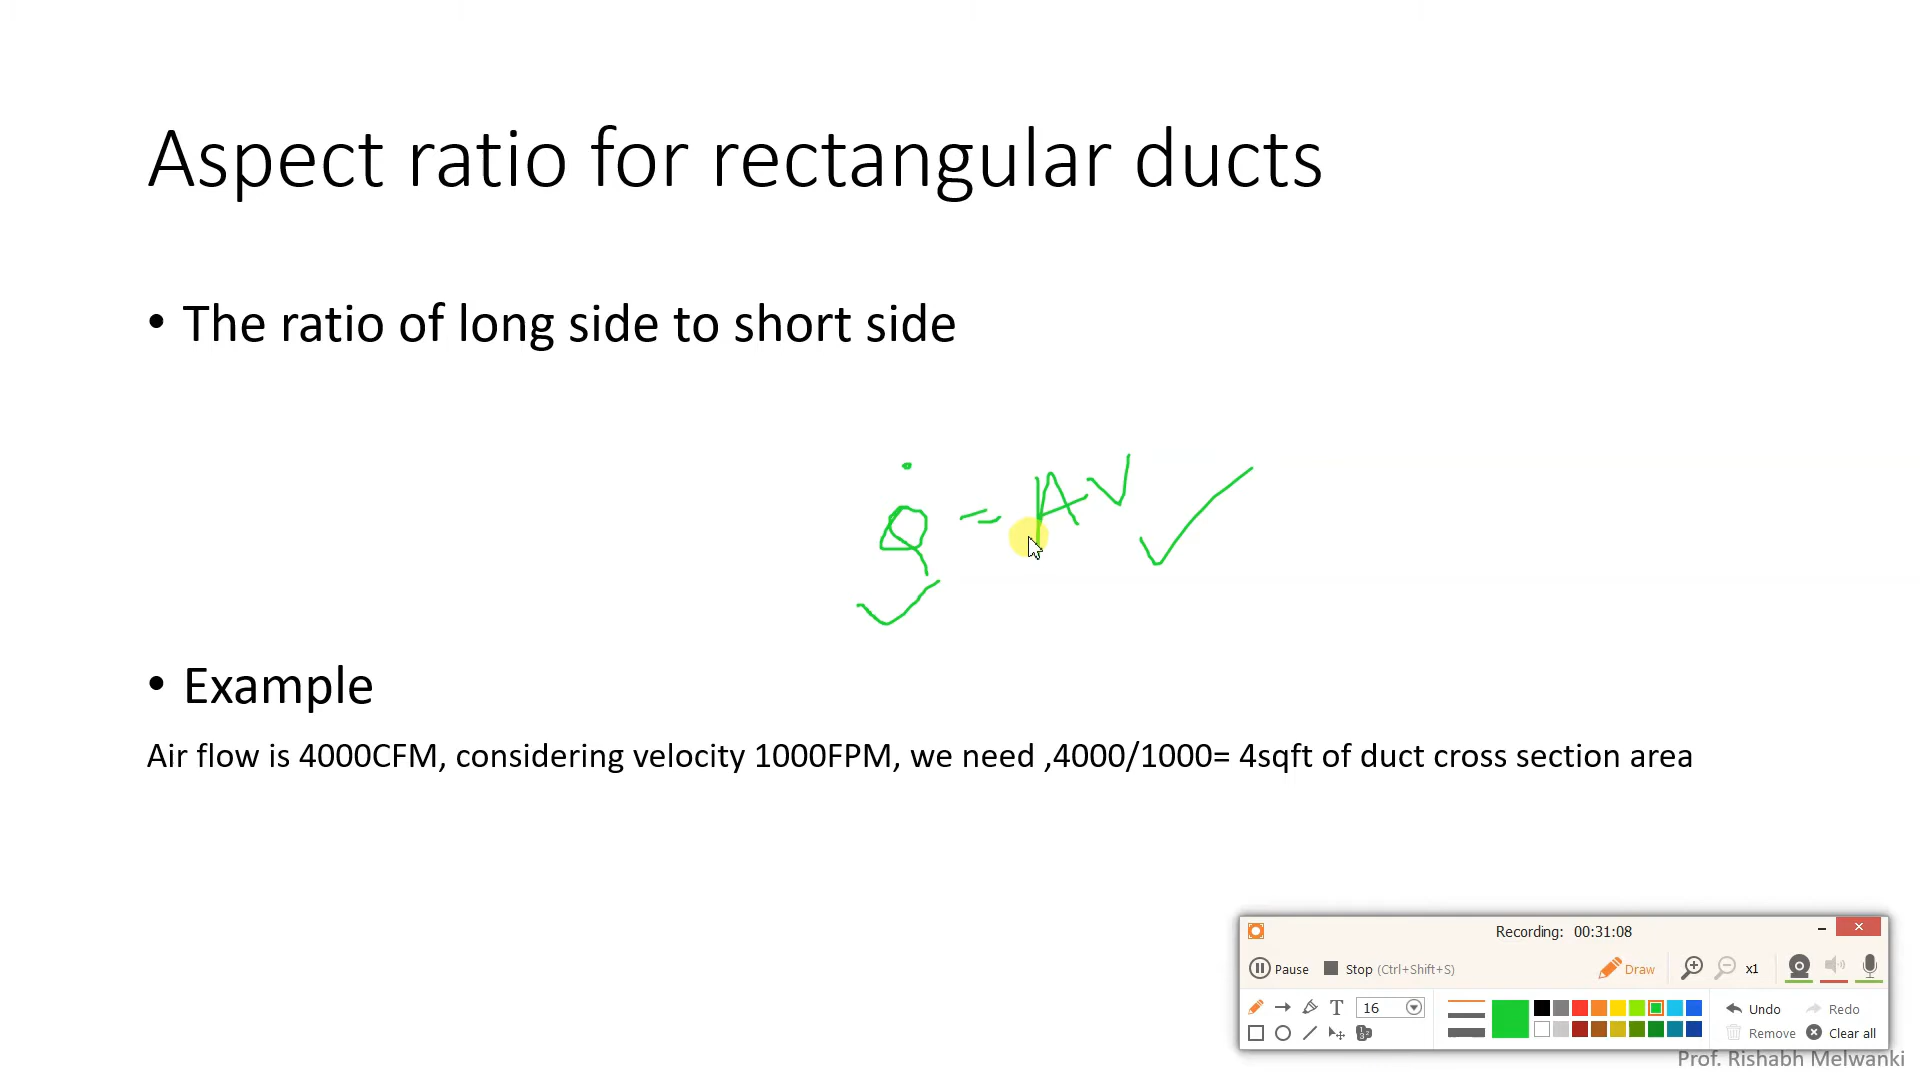 Aspect ratio for rectangular ducts
• The ratio of long side to short side
Q̇ = AV
• Example
Air flow is 4000CFM, considering velocity 1000FPM, we need ,4000/1000= 4sqft of duct cross section area
Recording: 00:31:08
Pause Stop (Ctrl+Shift+S) Draw x1
T 16 Undo Redo
Remove Clear all
Prof. Rishabh Melwanki